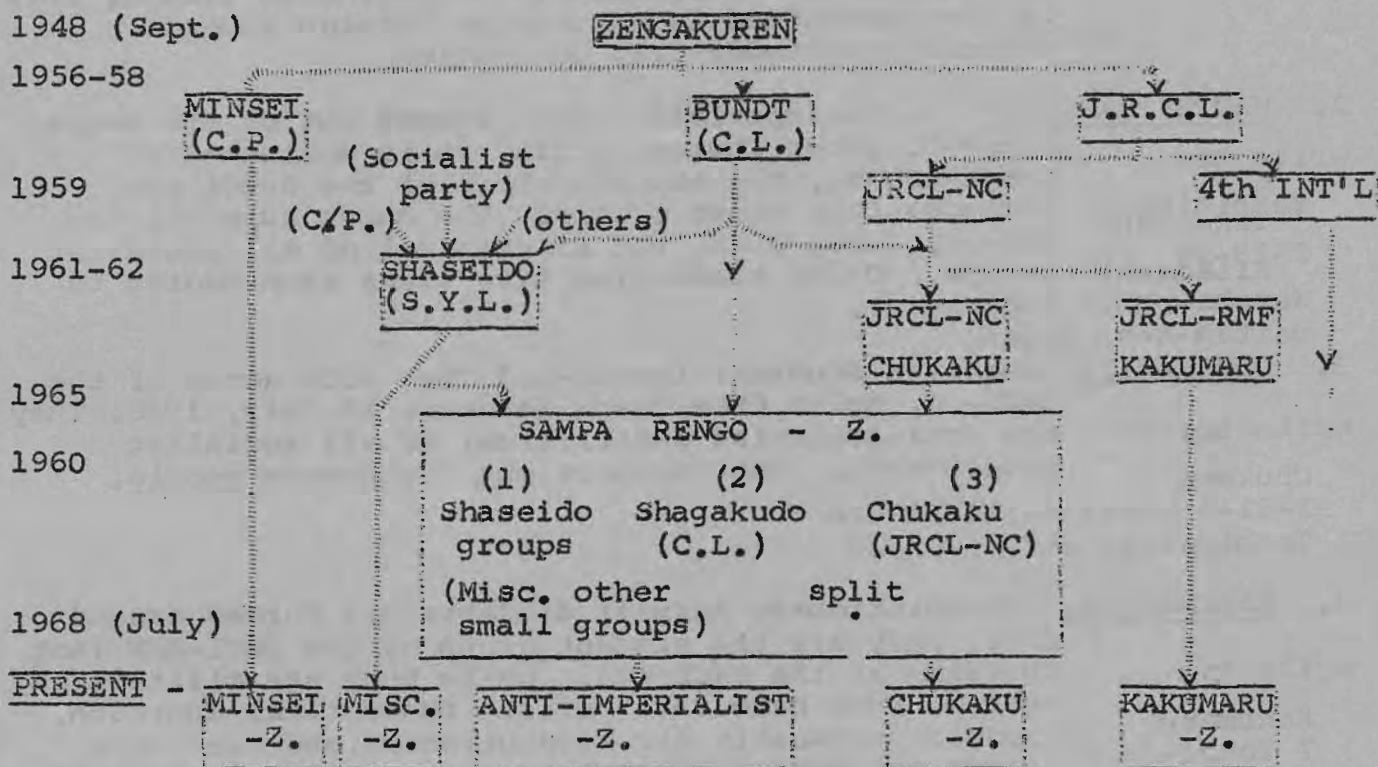 1948 (Sept.) ZENGAKUREN
1956-58
MINSEI BUNDT J.R.C.L.
(C.P.) (C.L.)
(Socialist
party)
1959 JRCL-NC 4th INT'L
(C/P.) (others)
1961-62 SHASEIDO
(S.Y.L.)
JRCL-NC JRCL-RMF
CHUKAKU KAKUMARU
1965
SAMPA RENGO - Z.
1960
(1) (2) (3)
Shaseido Shagakudo Chukaku
groups (C.L.) (JRCL-NC)
(Misc. other split
small groups)
1968 (July)
PRESENT - MINSEI MISC. ANTI-IMPERIALIST CHUKAKU KAKUMARU
-Z. -Z. -Z. -Z. -Z.